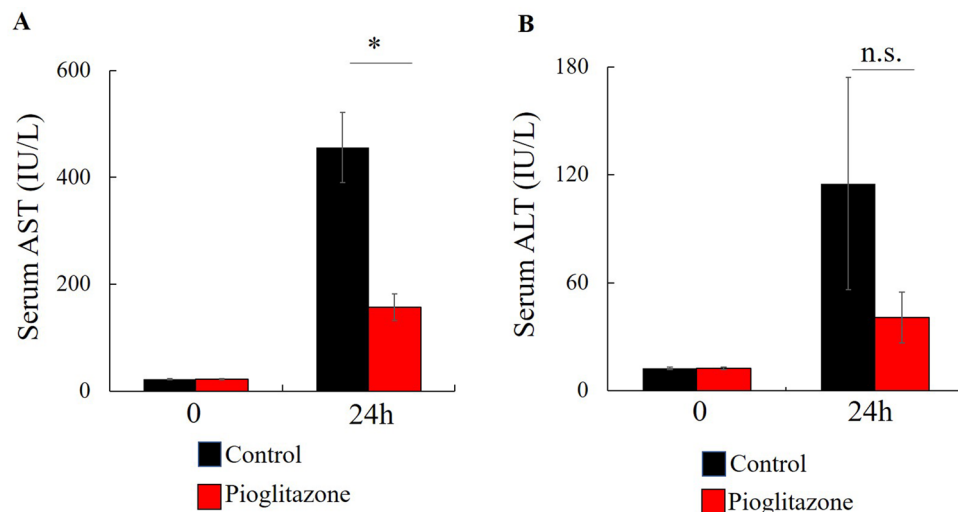 A
*
600
400
200
0
Serum AST (IU/L)
0 24h
Control
Pioglitazone
B
n.s.
180
120
60
0
Serum ALT (IU/L)
0 24h
Control
Pioglitazone